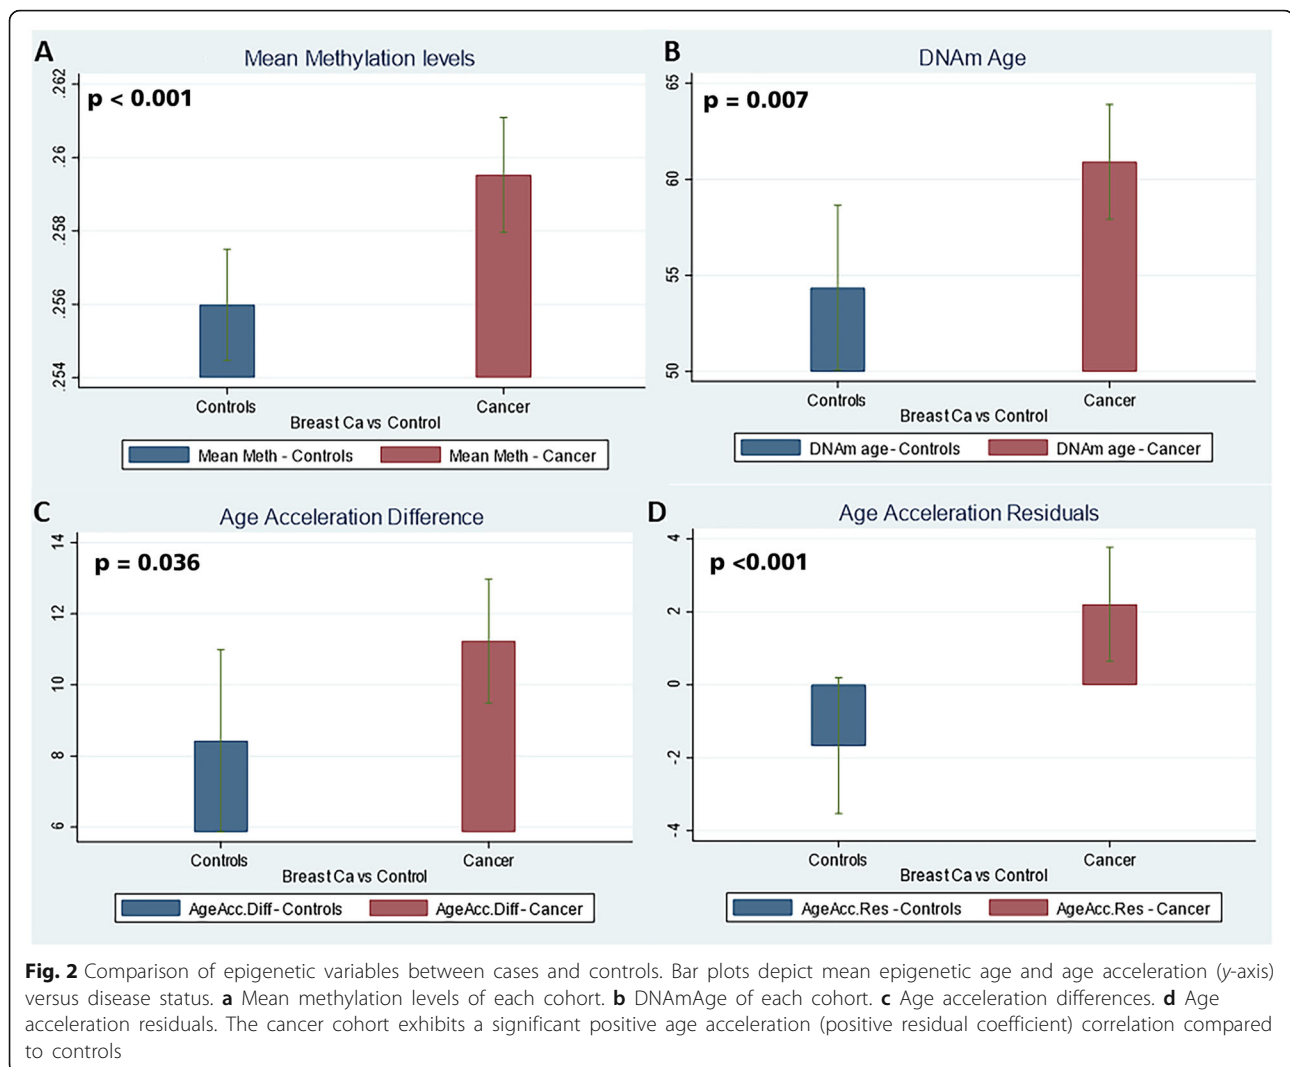 A
Mean Methylation levels
p < 0.001
.262
.26
.258
.256
.254
Controls
Cancer
Breast Ca vs Control
Mean Meth - Controls
Mean Meth - Cancer
B
DNAm Age
p = 0.007
65
60
55
50
Controls
Cancer
Breast Ca vs Control
DNAm age - Controls
DNAm age - Cancer
C
Age Acceleration Difference
p = 0.036
14
12
10
8
6
Controls
Cancer
Breast Ca vs Control
AgeAcc.Diff - Controls
AgeAcc.Diff - Cancer
D
Age Acceleration Residuals
p <0.001
4
2
0
-2
-4
Controls
Cancer
Breast Ca vs Control
AgeAcc.Res - Controls
AgeAcc.Res - Cancer
Fig. 2 Comparison of epigenetic variables between cases and controls. Bar plots depict mean epigenetic age and age acceleration (y-axis)
versus disease status. a Mean methylation levels of each cohort. b DNAmAge of each cohort. c Age acceleration differences. d Age
acceleration residuals. The cancer cohort exhibits a significant positive age acceleration (positive residual coefficient) correlation compared
to controls